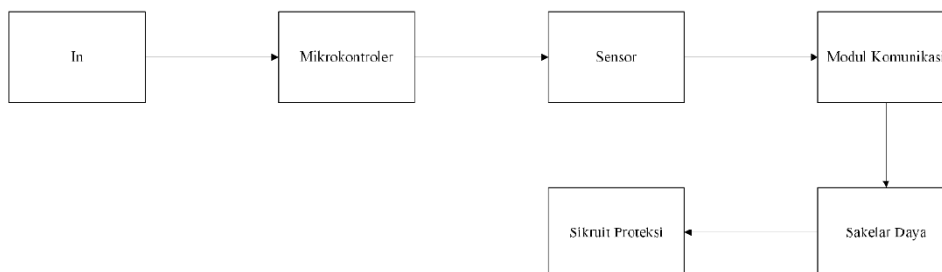 In
Mikrokontroler
Sensor
Modul Komunikasi
Sikruit Proteksi
Sakelar Daya